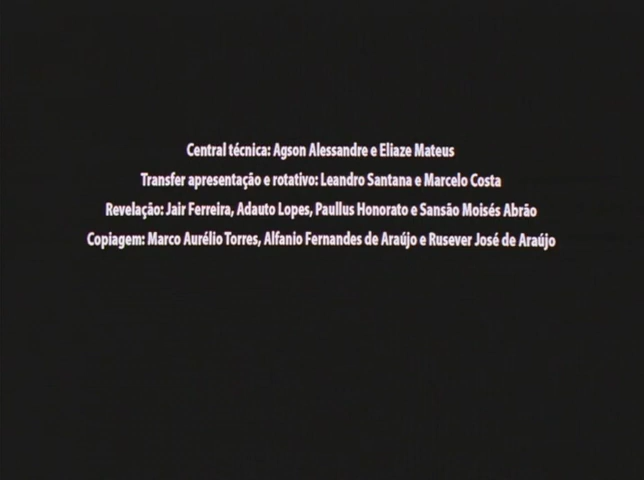 Central técnica: Agson Alessandre e Eliaze Mateus
Transfer apresentação e rotativo: Leandro Santana e Marcelo Costa
Revelação: Jair Ferreira, Adauto Lopes, Paullus Honorato e Sansão Moisés Abrão
Copiagem: Marco Aurélio Torres, Alfanio Fernandes de Araújo e Rusever José de Araújo